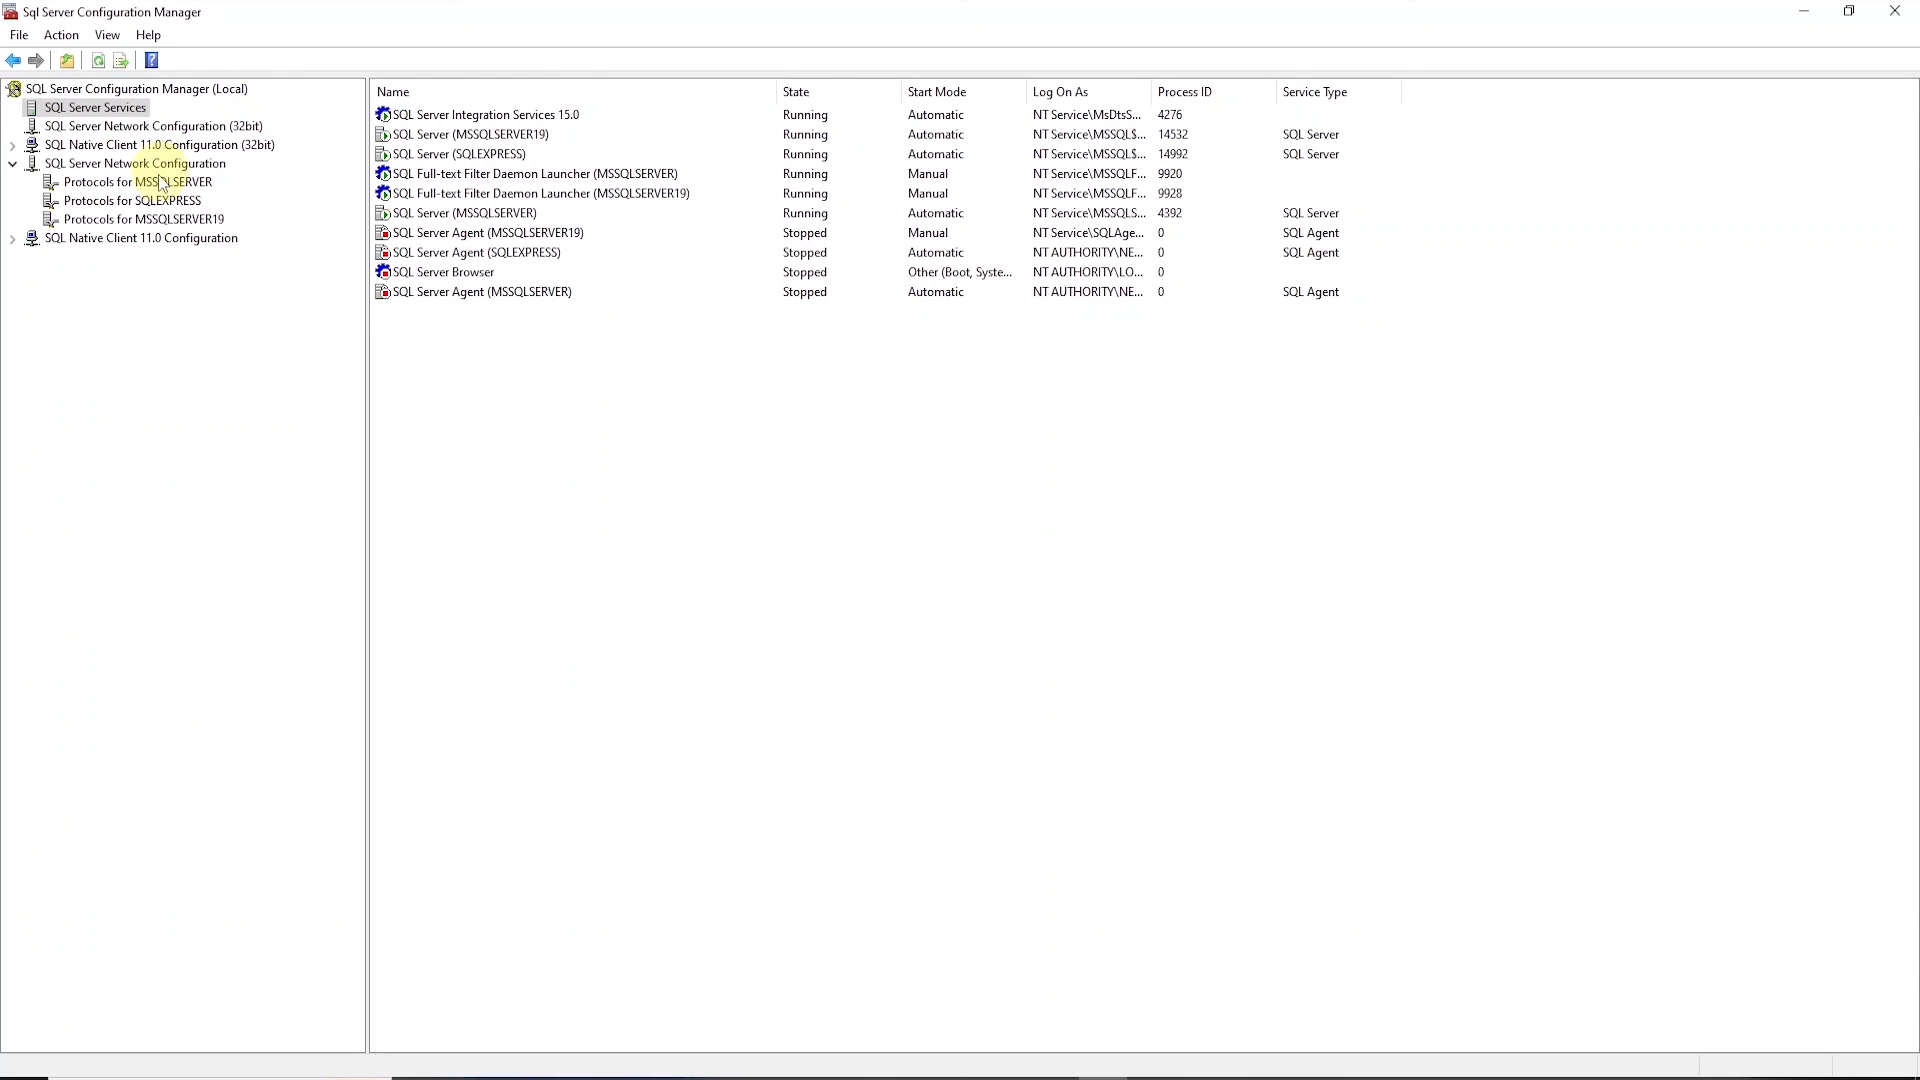 Sql Server Configuration Manager
File Action View Help
SQL Server Configuration Manager (Local)
SQL Server Services
SQL Server Network Configuration (32bit)
SQL Native Client 11.0 Configuration (32bit)
SQL Server Network Configuration
Protocols for MSSQLSERVER
Protocols for SQLEXPRESS
Protocols for MSSQLSERVER19
SQL Native Client 11.0 Configuration
Name State Start Mode Log On As Process ID Service Type
SQL Server Integration Services 15.0 Running Automatic NT Service\MsDtsS... 4276
SQL Server (MSSQLSERVER19) Running Automatic NT Service\MSSQL$... 14532 SQL Server
SQL Server (SQLEXPRESS) Running Automatic NT Service\MSSQL$... 14992 SQL Server
SQL Full-text Filter Daemon Launcher (MSSQLSERVER) Running Manual NT Service\MSSQLF... 9920
SQL Full-text Filter Daemon Launcher (MSSQLSERVER19) Running Manual NT Service\MSSQLF... 9928
SQL Server (MSSQLSERVER) Running Automatic NT Service\MSSQLS... 4392 SQL Server
SQL Server Agent (MSSQLSERVER19) Stopped Manual NT Service\SQLAge... 0 SQL Agent
SQL Server Agent (SQLEXPRESS) Stopped Automatic NT AUTHORITY\NE... 0 SQL Agent
SQL Server Browser Stopped Other (Boot, Syste... NT AUTHORITY\LO... 0
SQL Server Agent (MSSQLSERVER) Stopped Automatic NT AUTHORITY\NE... 0 SQL Agent